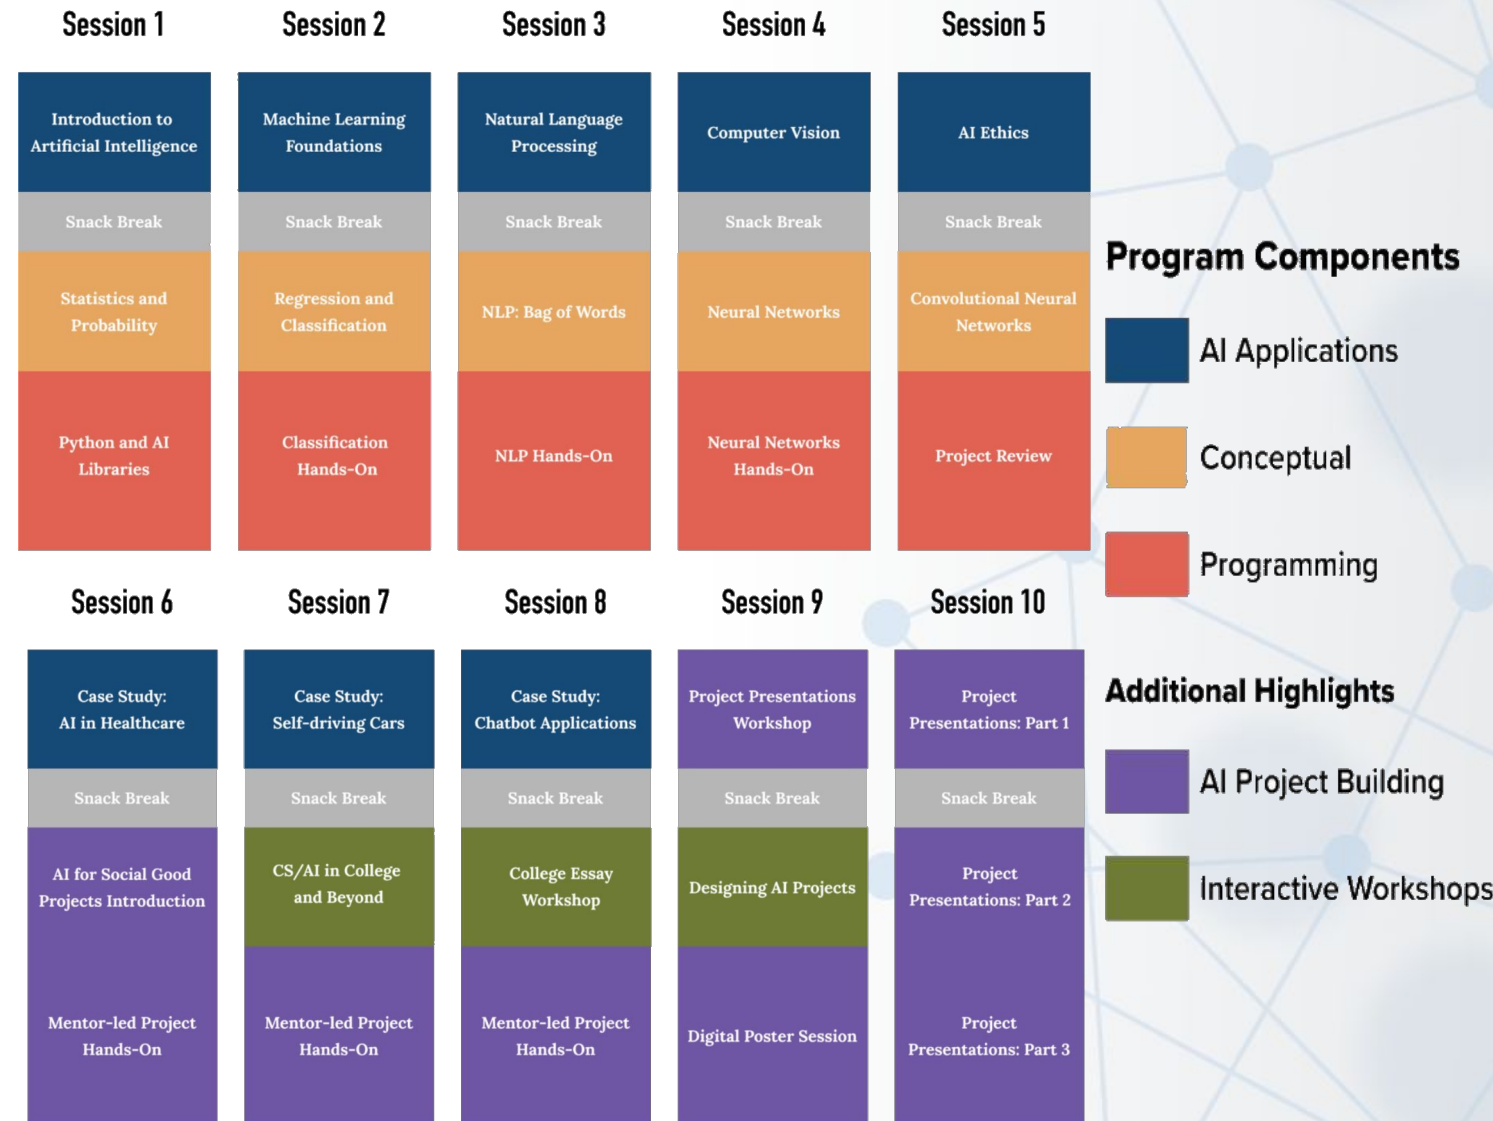 Session 1
Session 2
Session 3
Session 4
Session 5
Introduction to
Artificial Intelligence
Machine Learning
Foundations
Natural Language
Processing
Computer Vision
AI Ethics
Snack Break
Snack Break
Snack Break
Snack Break
Snack Break
Statistics and
Probability
Regression and
Classification
NLP: Bag of Words
Neural Networks
Convolutional Neural
Networks
Python and AI
Libraries
Classification
Hands-On
NLP Hands-On
Neural Networks
Hands-On
Project Review
Session 6
Session 7
Session 8
Session 9
Session 10
Case Study:
AI in Healthcare
Case Study:
Self-driving Cars
Case Study:
Chatbot Applications
Project Presentations
Workshop
Project
Presentations: Part 1
Snack Break
Snack Break
Snack Break
Snack Break
Snack Break
AI for Social Good
Projects Introduction
CS/AI in College
and Beyond
College Essay
Workshop
Designing AI Projects
Project
Presentations: Part 2
Mentor-led Project
Hands-On
Mentor-led Project
Hands-On
Mentor-led Project
Hands-On
Digital Poster Session
Project
Presentations: Part 3
Program Components
AI Applications
Conceptual
Programming
Additional Highlights
AI Project Building
Interactive Workshops